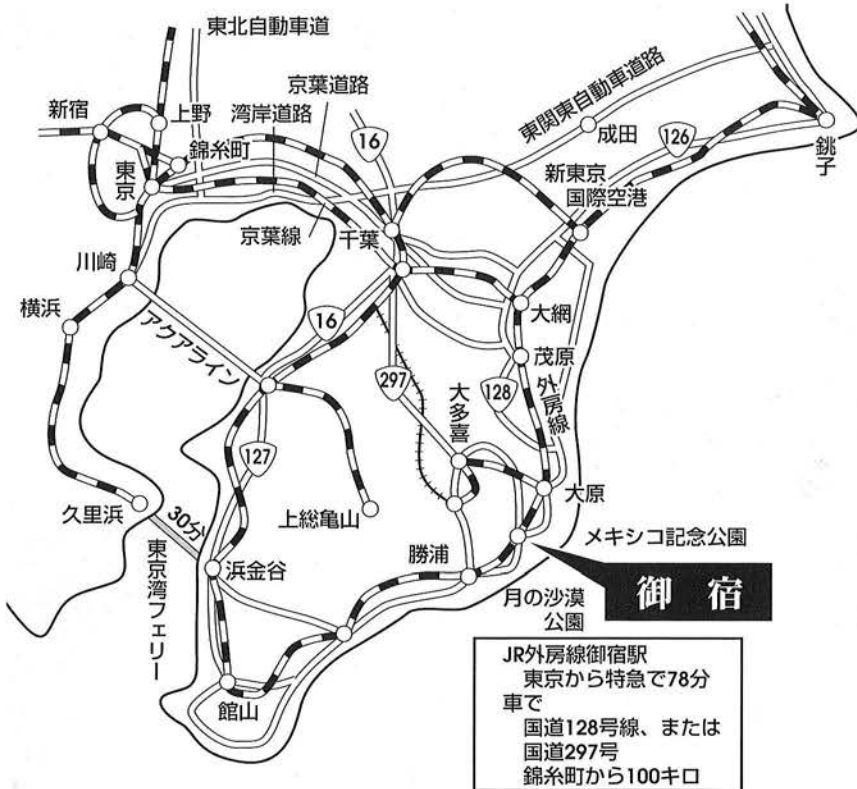 東北自動車道
京葉道路
新宿
上野
湾岸道路
錦糸町
東京
16
東関東自動車道路
成田
126
銚子
新東京
国際空港
京葉線
千葉
川崎
横浜
アクアライン
16
大網
茂原
297
128
外房線
大多喜
127
上総亀山
大原
久里浜
30分
東京湾フェリー
浜金谷
勝浦
メキシコ記念公園
御宿
月の沙漠
公園
館山
JR外房線御宿駅
東京から特急で78分
車で
国道128号線、または
国道297号
錦糸町から100キロ